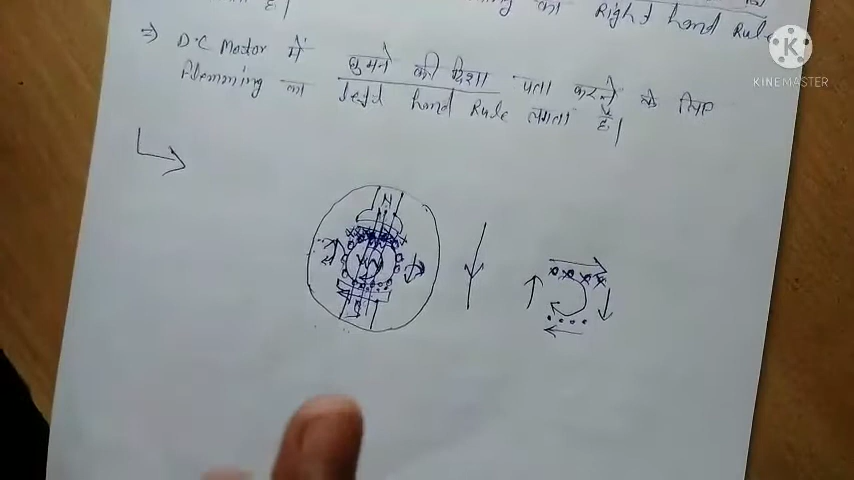 है।
का Right hand Rule
⇒ D.C Motor में घुमने की दिशा पता करने के लिए
Flemming का left hand Rule लगता है।
KINEMASTER
N